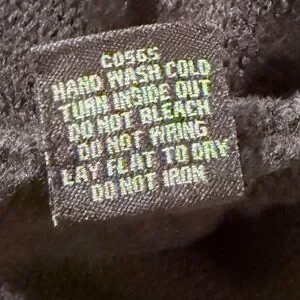 C0565
HAND WASH COLD
TURN INSIDE OUT
DO NOT BLEACH
DO NOT WRING
LAY FLAT TO DRY
DO NOT IRON